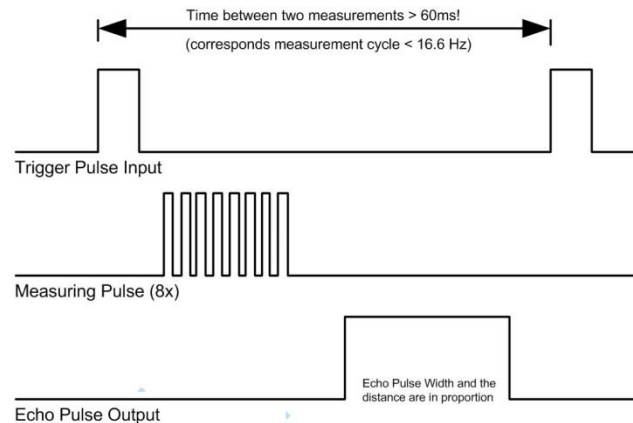 Time between two measurements > 60ms!
(corresponds measurement cycle < 16.6 Hz)
Trigger Pulse Input
Measuring Pulse (8x)
Echo Pulse Width and the
distance are in proportion
Echo Pulse Output